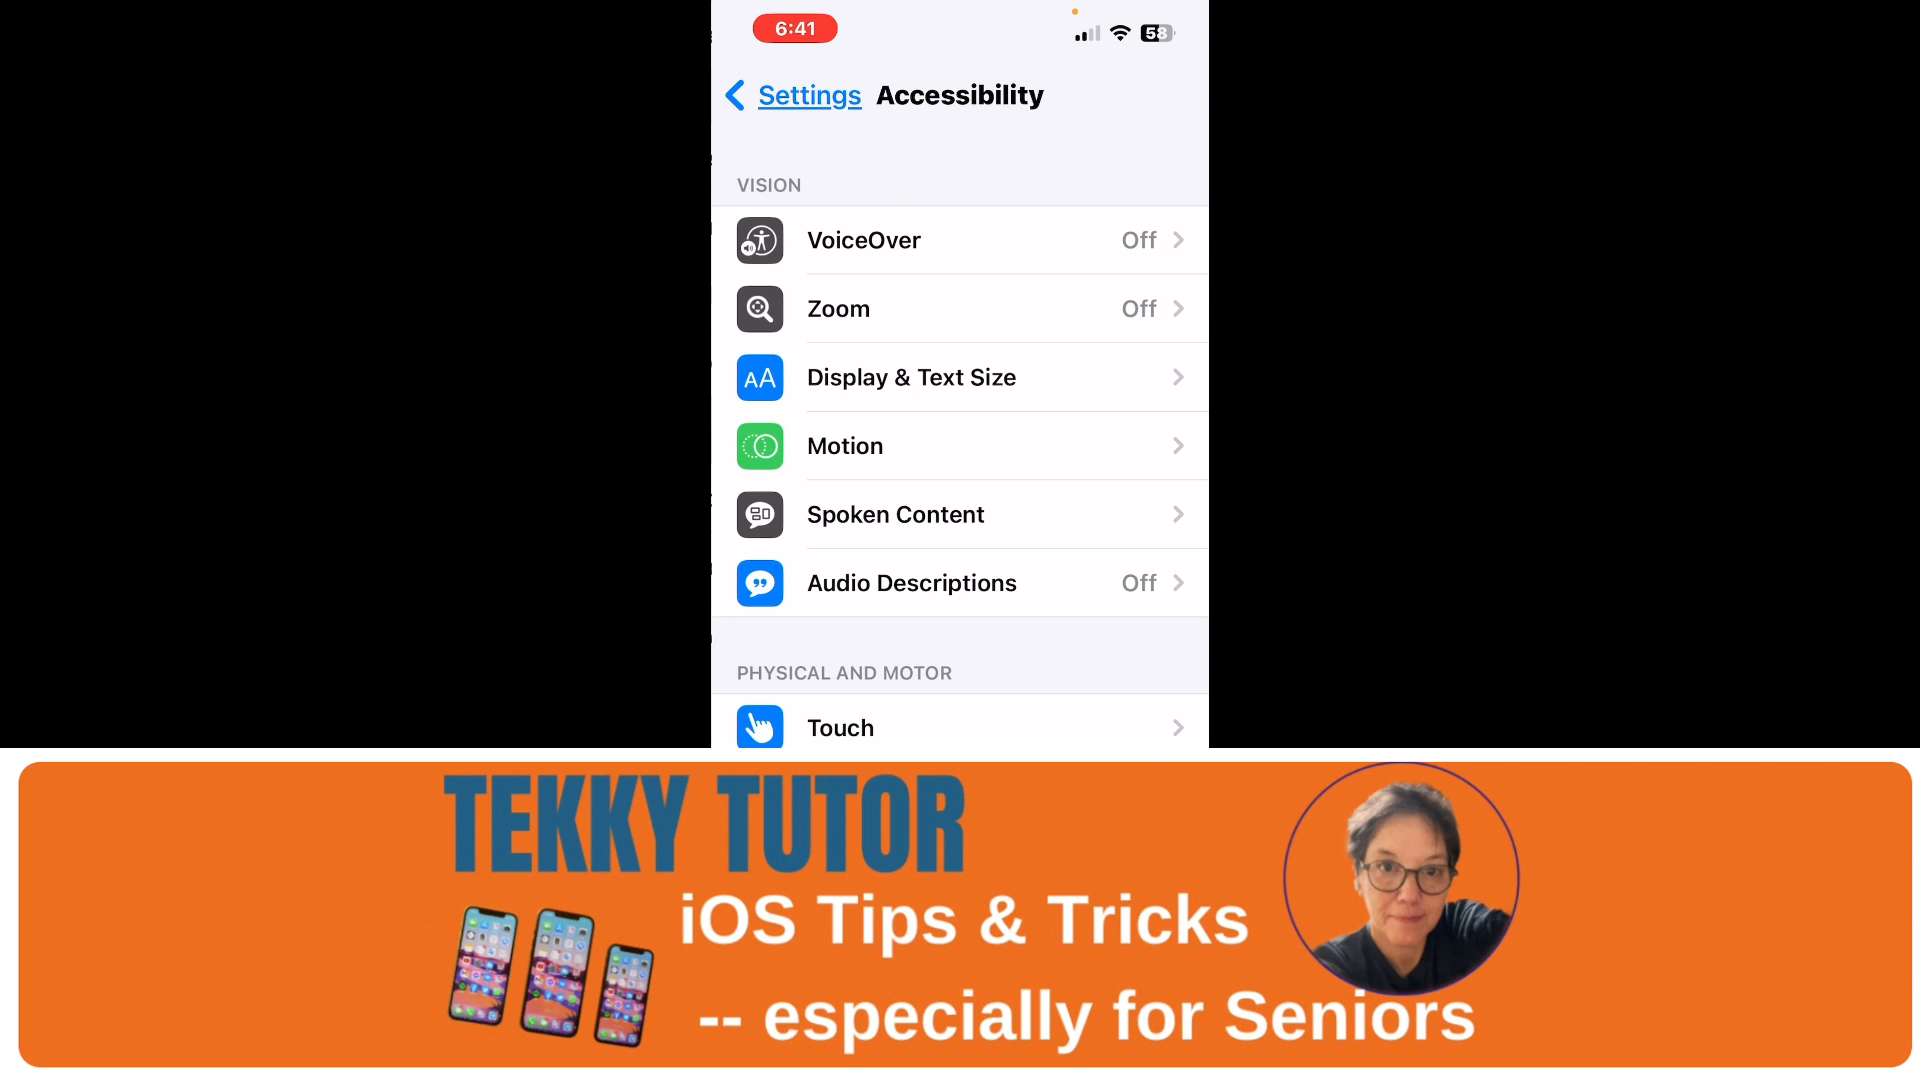 6:41
58
Settings Accessibility
VISION
VoiceOver Off
Zoom Off
AA Display & Text Size
Motion
Spoken Content
Audio Descriptions Off
PHYSICAL AND MOTOR
Touch
TEKKY TUTOR
iOS Tips & Tricks
-- especially for Seniors